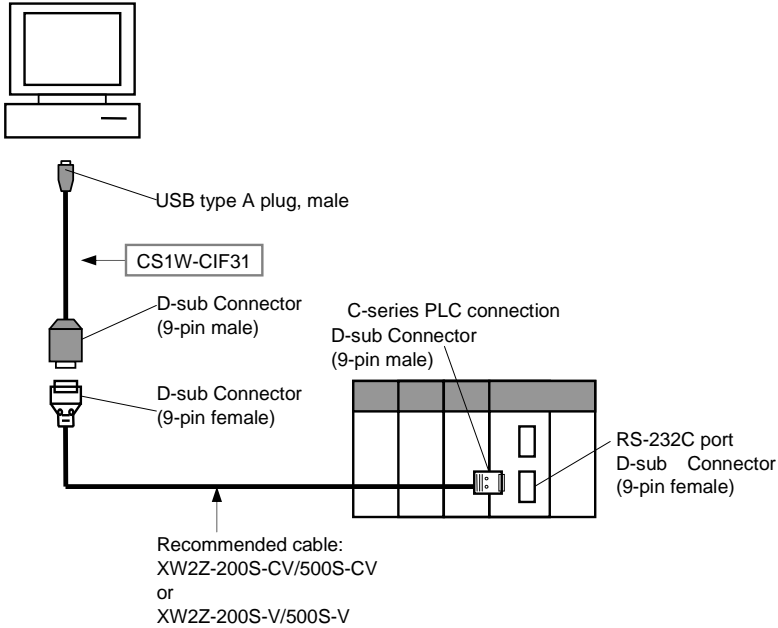 USB type A plug, male
CS1W-CIF31
D-sub Connector
(9-pin male)
C-series PLC connection
D-sub Connector
(9-pin male)
D-sub Connector
(9-pin female)
RS-232C port
D-sub Connector
(9-pin female)
Recommended cable:
XW2Z-200S-CV/500S-CV
or
XW2Z-200S-V/500S-V